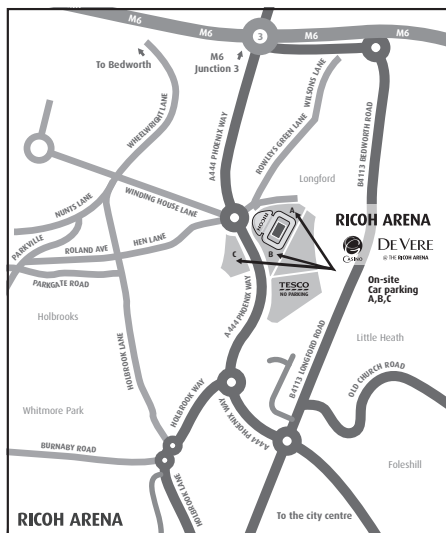 M6
M6
M6
3
To Bedworth
M6
Junction 3
WHEELWRIGHT LANE
A444 PHOENIX WAY
ROWLEYS GREEN LANE
WILSONS LANE
B4113 BEDWORTH ROAD
Longford
NUNTS LANE
WINDING HOUSE LANE
PARKVILLE
ROLAND AVE
HEN LANE
PARKGATE ROAD
RICOH
A
B
C
RICOH ARENA
CASINO
DE VERE
@ THE RICOH ARENA
On-site
Car parking
A,B,C
TESCO
NO PARKING
A444 PHOENIX WAY
Holbrooks
HOLBROOK LANE
B4113 LONGFORD ROAD
Little Heath
OLD CHURCH ROAD
Whitmore Park
HOLBROOK WAY
A444 PHOENIX WAY
BURNABY ROAD
Foleshill
HOLBROOK LANE
RICOH ARENA
To the city centre